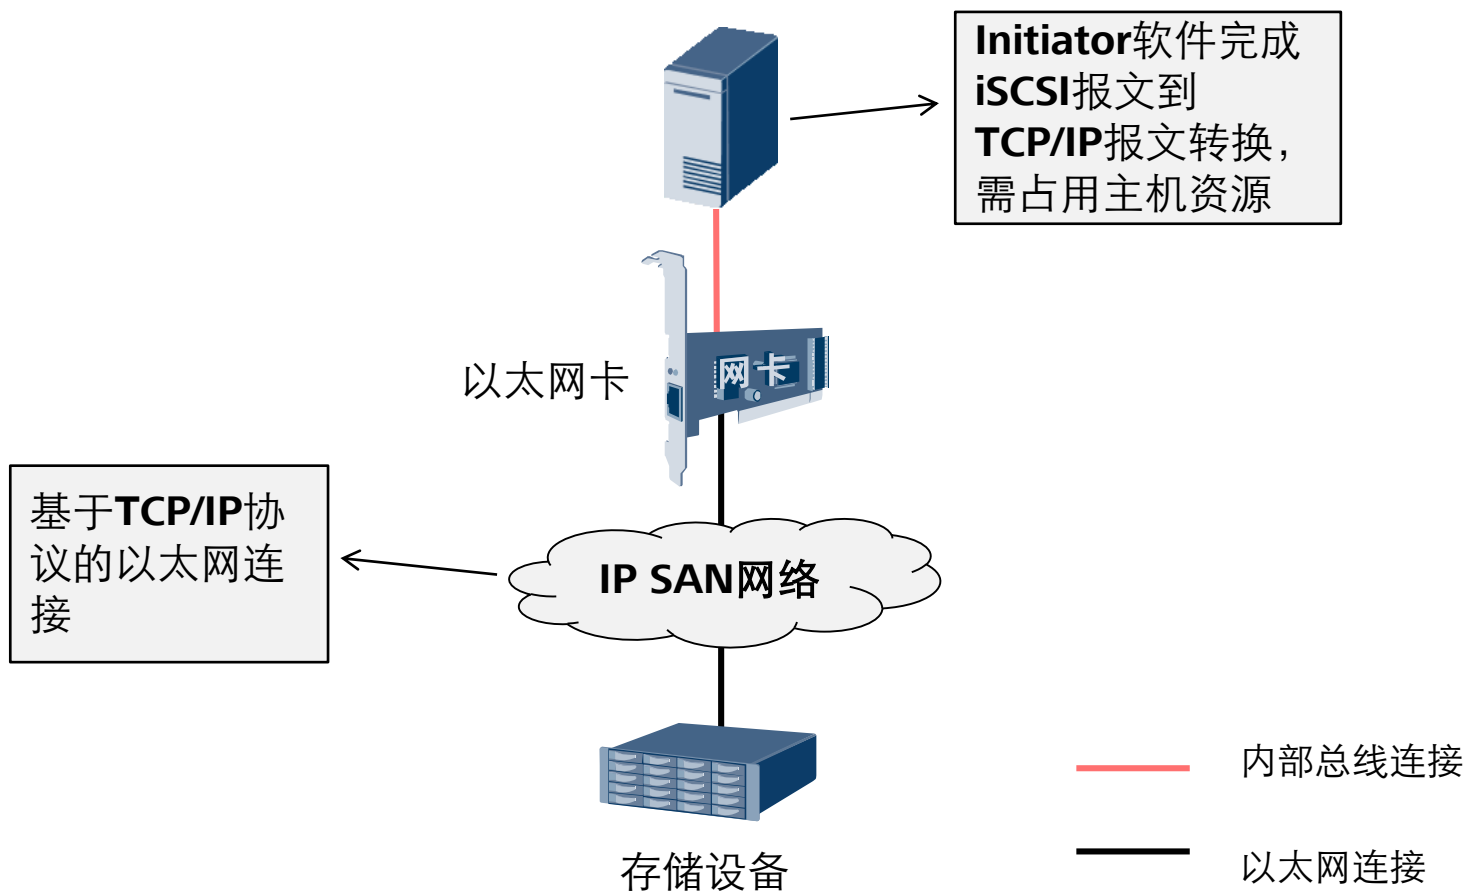 Initiator软件完成
iSCSI报文到
TCP/IP报文转换，
需占用主机资源
网卡
以太网卡
基于TCP/IP协
议的以太网连
接
IP SAN网络
存储设备
内部总线连接
以太网连接